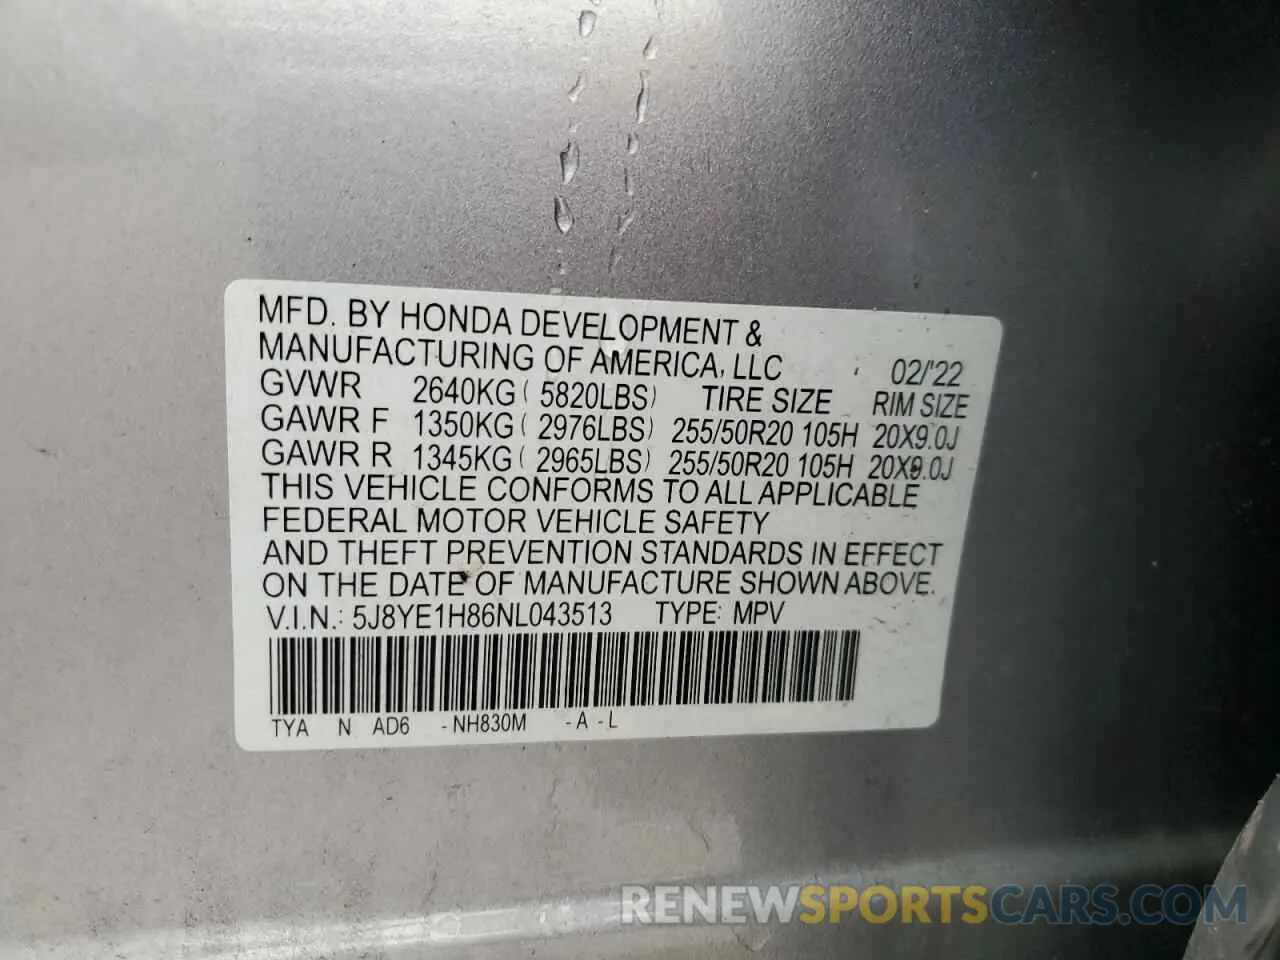 MFD. BY HONDA DEVELOPMENT &
MANUFACTURING OF AMERICA, LLC 02/'22
GVWR 2640KG ( 5820LBS) TIRE SIZE RIM SIZE
GAWR F 1350KG ( 2976LBS) 255/50R20 105H 20X9.0J
GAWR R 1345KG ( 2965LBS) 255/50R20 105H 20X9.0J
THIS VEHICLE CONFORMS TO ALL APPLICABLE
FEDERAL MOTOR VEHICLE SAFETY
AND THEFT PREVENTION STANDARDS IN EFFECT
ON THE DATE OF MANUFACTURE SHOWN ABOVE.
V.I.N.: 5J8YE1H86NL043513 TYPE: MPV
TYA N AD6 -NH830M -A -L
RENEWSPORTSCARS.COM